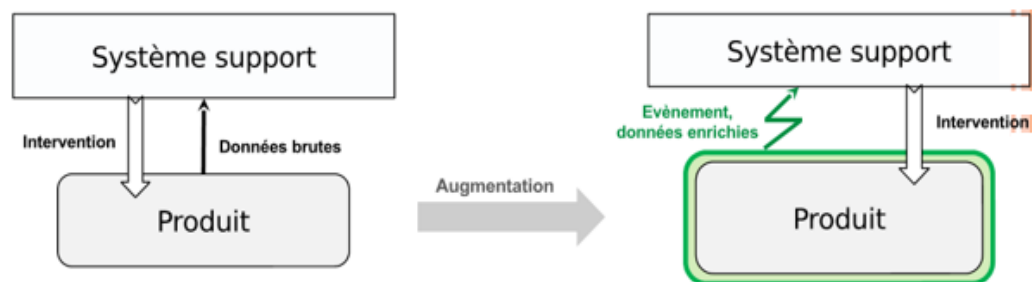 Système support
Intervention
Données brutes
Produit
Augmentation
Système support
Evènement,
données enrichies
Intervention
Produit